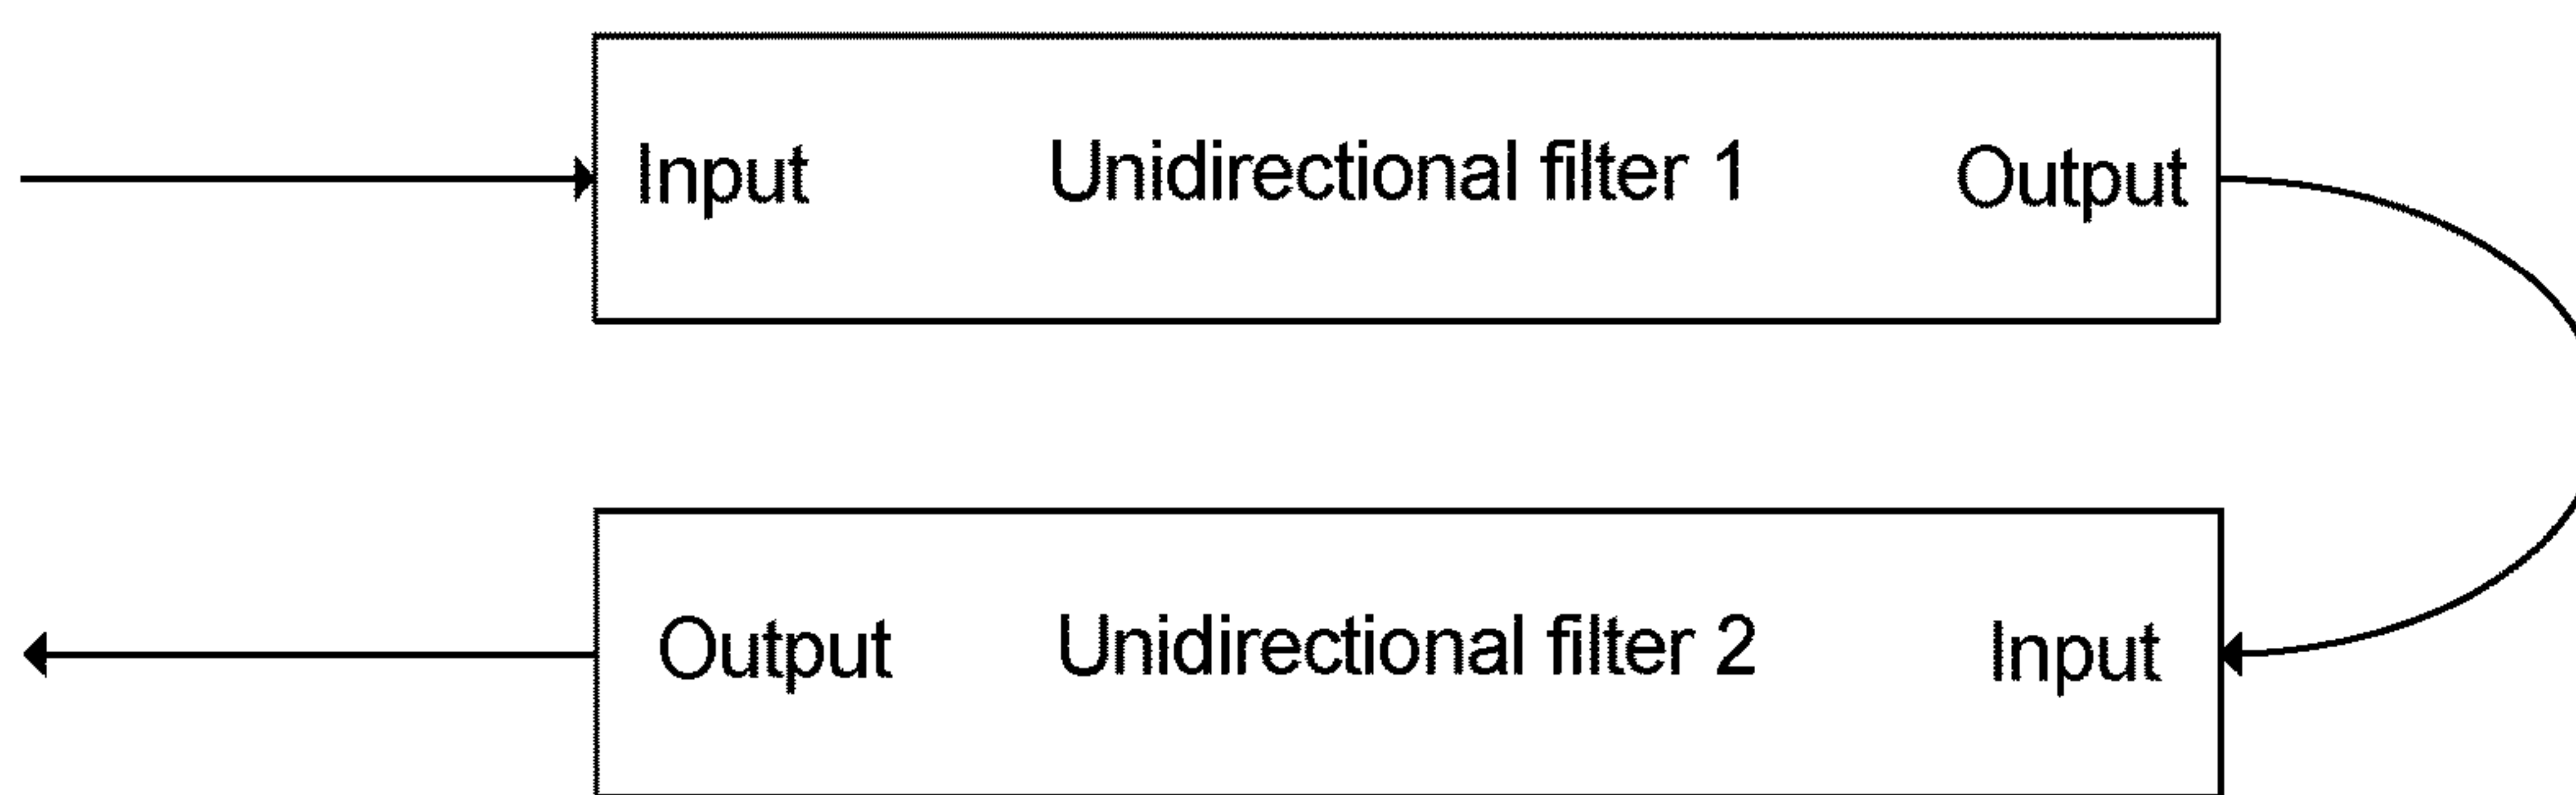 Input Unidirectional filter 1 Output
Output Unidirectional filter 2 Input